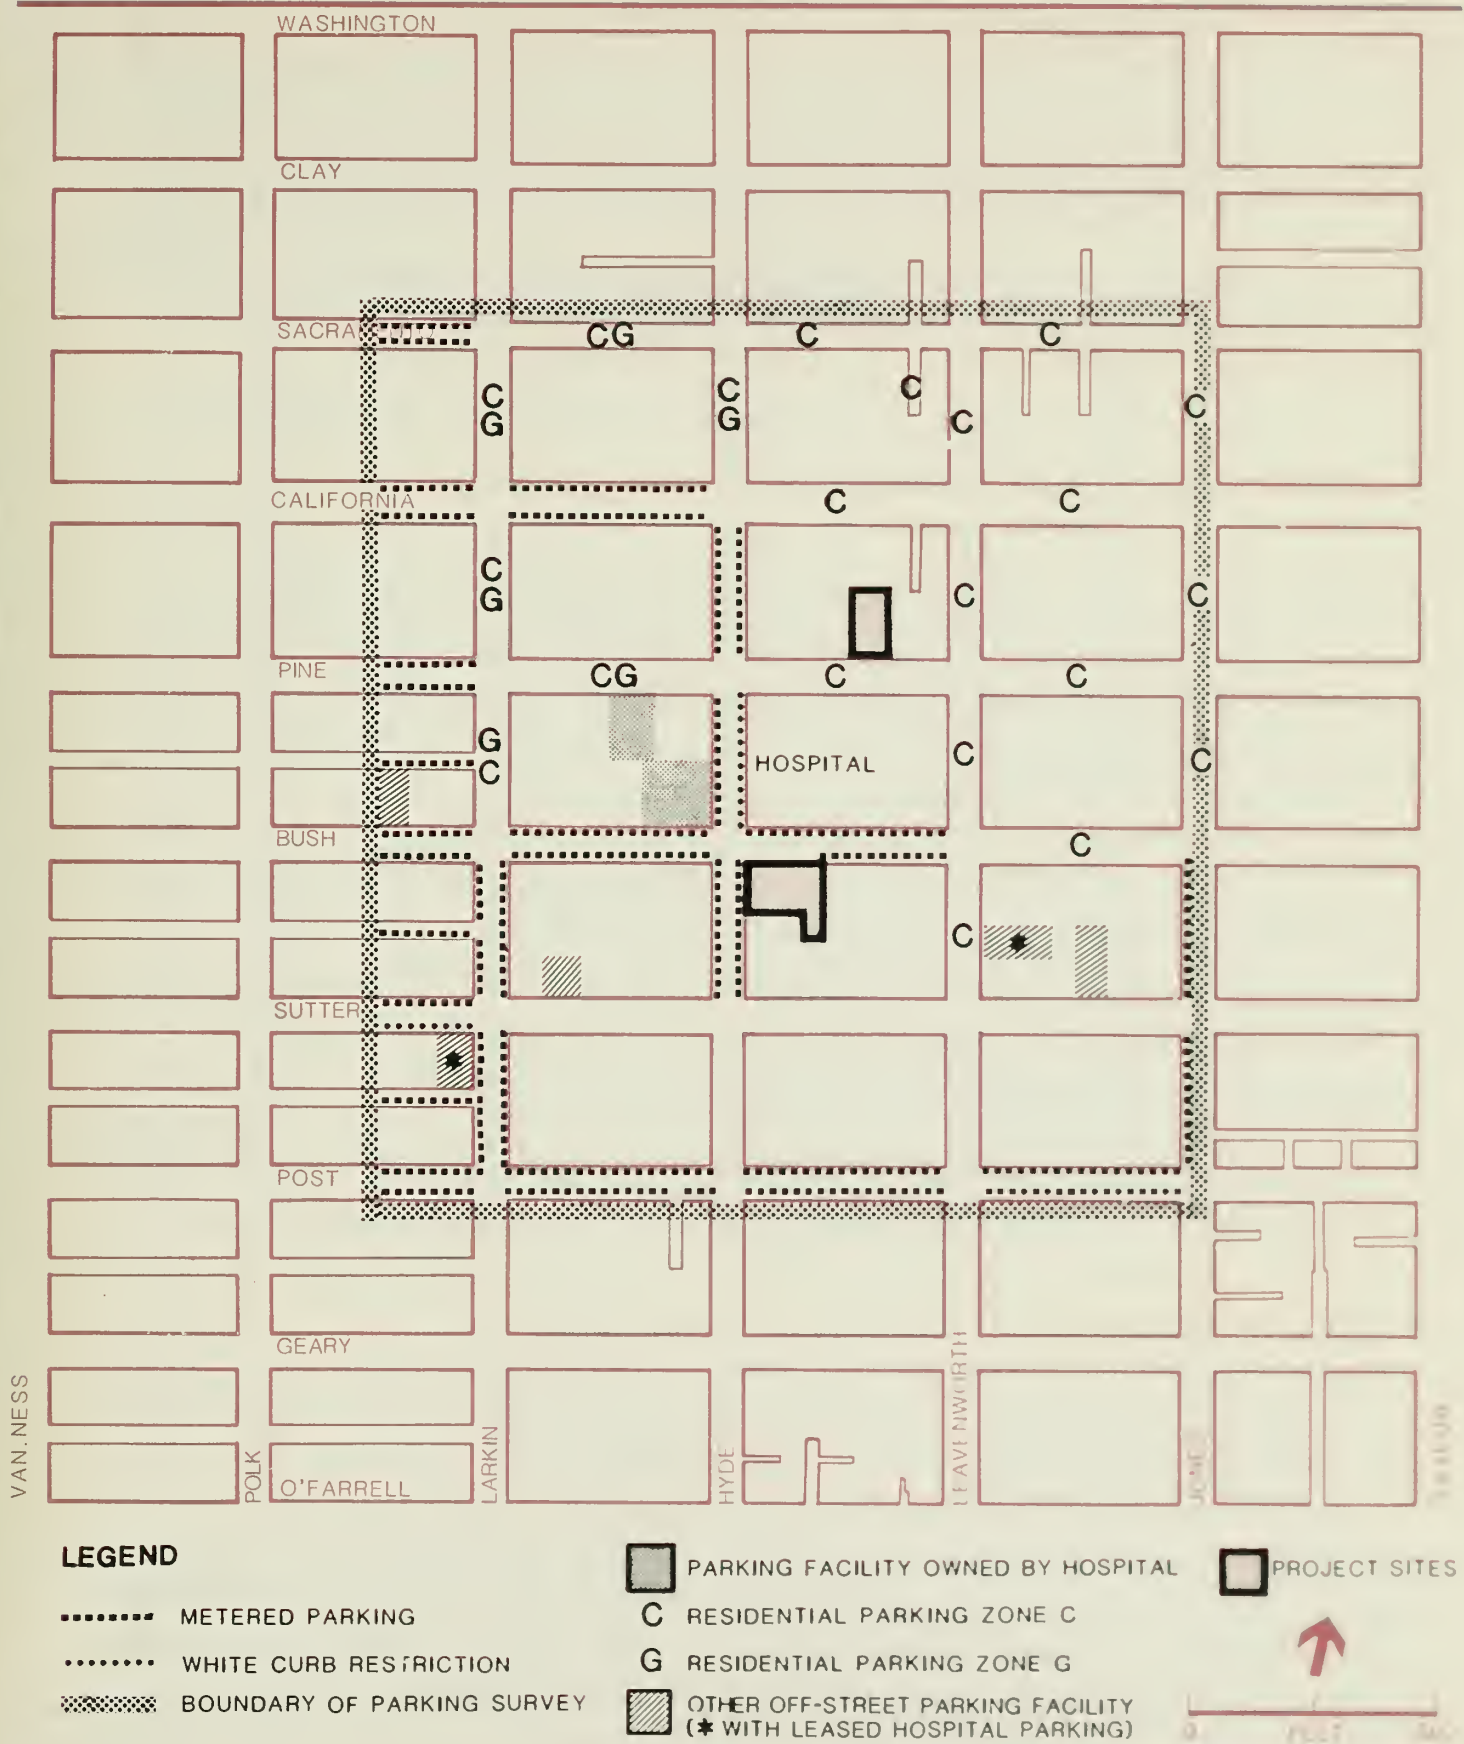 WASHINGTON
CLAY
CG
C
C
C
G
C
G
C
C
C
CALIFORNIA
C
C
C
G
C
C
PINE
CG
C
C
G
C
HOSPITAL
C
C
BUSH
C
C
SUTTER
POST
GEARY
VAN NESS
POLK
O'FARRELL
LARKIN
HYDE
LEAVENWORTH
LEGEND
METERED PARKING
WHITE CURB RESTRICTION
BOUNDARY OF PARKING SURVEY
PARKING FACILITY OWNED BY HOSPITAL
C RESIDENTIAL PARKING ZONE C
G RESIDENTIAL PARKING ZONE G
OTHER OFF-STREET PARKING FACILITY
(✱ WITH LEASED HOSPITAL PARKING)
PROJECT SITES